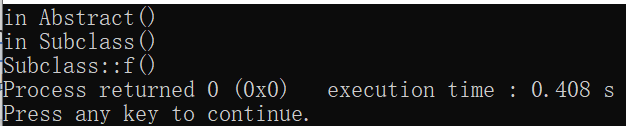 in Abstract()
in Subclass()
Subclass::f()
Process returned 0 (0x0)   execution time : 0.408 s
Press any key to continue.